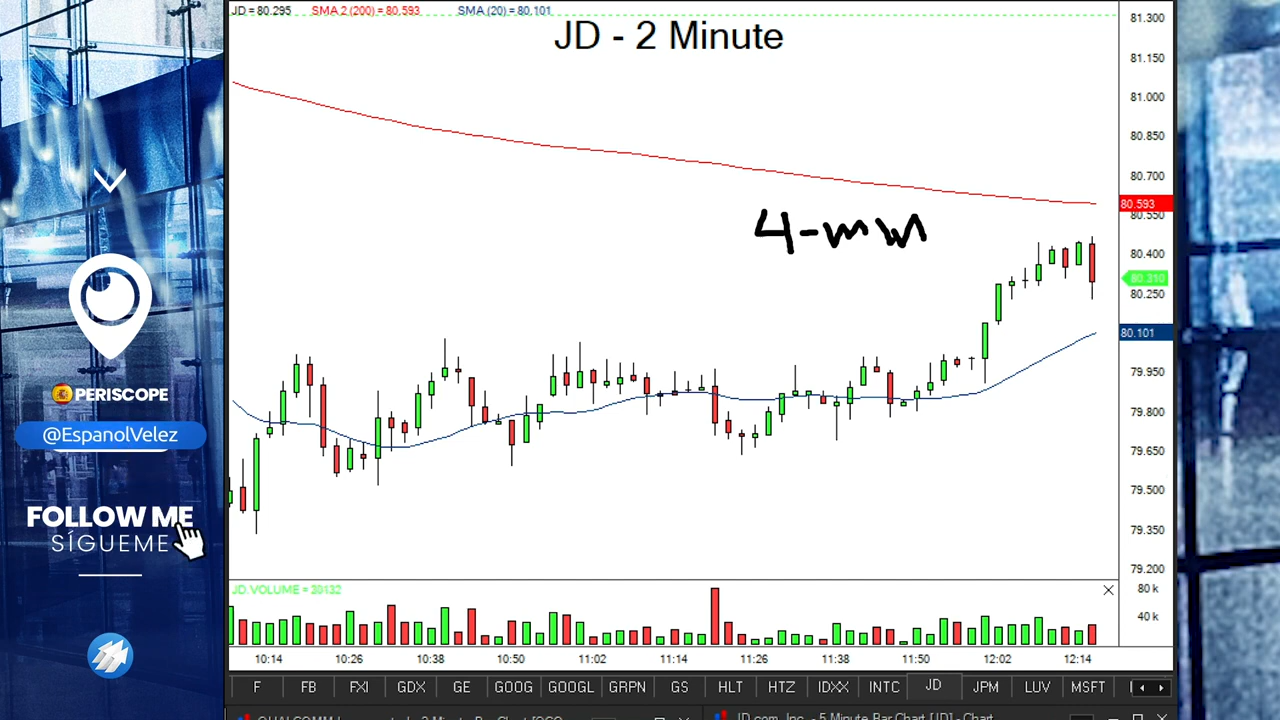 JD = 80.295 SMA 2 (200) = 80,593 SMA (20) = 80,101
JD - 2 Minute
4-min
81.300
81.150
81.000
80.850
80.700
80.593
80.550
80.400
80.310
80.250
80.101
79.950
79.800
79.650
79.500
79.350
79.200
PERISCOPE
@EspanolVelez
FOLLOW ME
SÍGUEME
JD.VOLUME = 30132
80 k
40 k
10:14 10:26 10:38 10:50 11:02 11:14 11:26 11:38 11:50 12:02 12:14
F FB FXI GDX GE GOOG GOOGL GRPN GS HLT HTZ IDXX INTC JD JPM LUV MSFT
JD.com, Inc. - 5 Minute Bar Chart [JD] - Chart